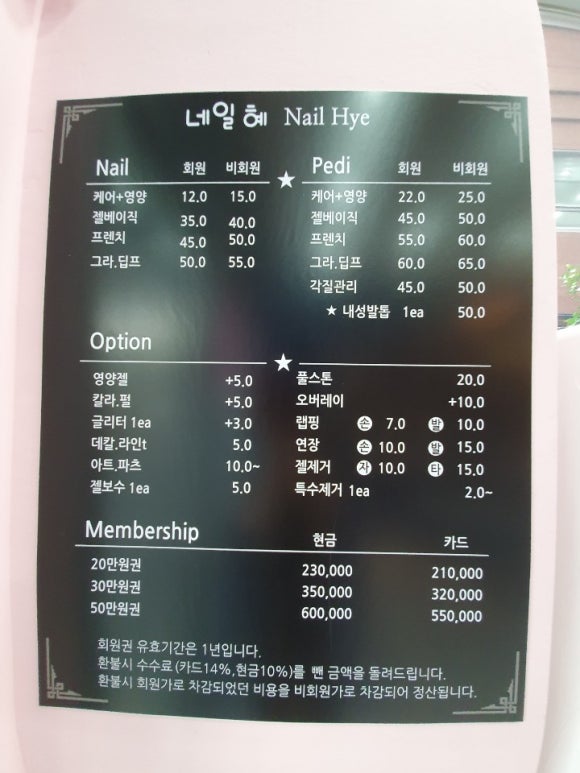 네일혜 Nail Hye
Nail 회원 비회원
케어+영양 12.0 15.0
젤베이직 35.0 40.0
프렌치 45.0 50.0
그라.딥프 50.0 55.0
★
Pedi 회원 비회원
케어+영양 22.0 25.0
젤베이직 45.0 50.0
프렌치 55.0 60.0
그라.딥프 60.0 65.0
각질관리 45.0 50.0
★ 내성발톱 1ea 50.0
Option
영양젤 +5.0
칼라.펄 +5.0
글리터 1ea +3.0
데칼.라인t 5.0
아트.파츠 10.0~
젤보수 1ea 5.0
★
풀스톤 20.0
오버레이 +10.0
랩핑 손 7.0 발 10.0
연장 손 10.0 발 15.0
젤제거 자 10.0 타 15.0
특수제거 1ea 2.0~
Membership 현금 카드
20만원권 230,000 210,000
30만원권 350,000 320,000
50만원권 600,000 550,000
회원권 유효기간은 1년입니다.
환불시 수수료(카드14%,현금10%)를 뺀 금액을 돌려드립니다.
환불시 회원가로 차감되었던 비용을 비회원가로 차감되어 정산됩니다.